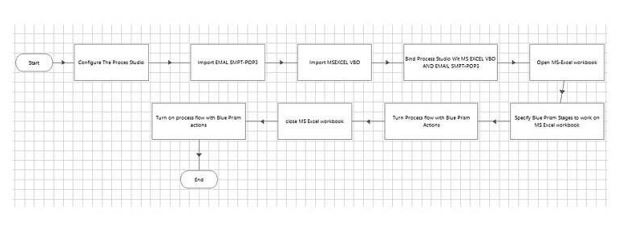 Start
Configure The Proces Studio
Import EMAL SMPT-POP3
Import MSEXCEL VBO
Bind Process Studio Wit MS EXCEL VBO
AND EMAIL SMPT-POP3
Open MS-Excel workbook
Specify Blue Pram Stages to work on
MS Excel workbook
Turn Process flow with Blue Pram
Actions
close MS Excel workbook
Turn on process flow with Blue Pram
actions
End